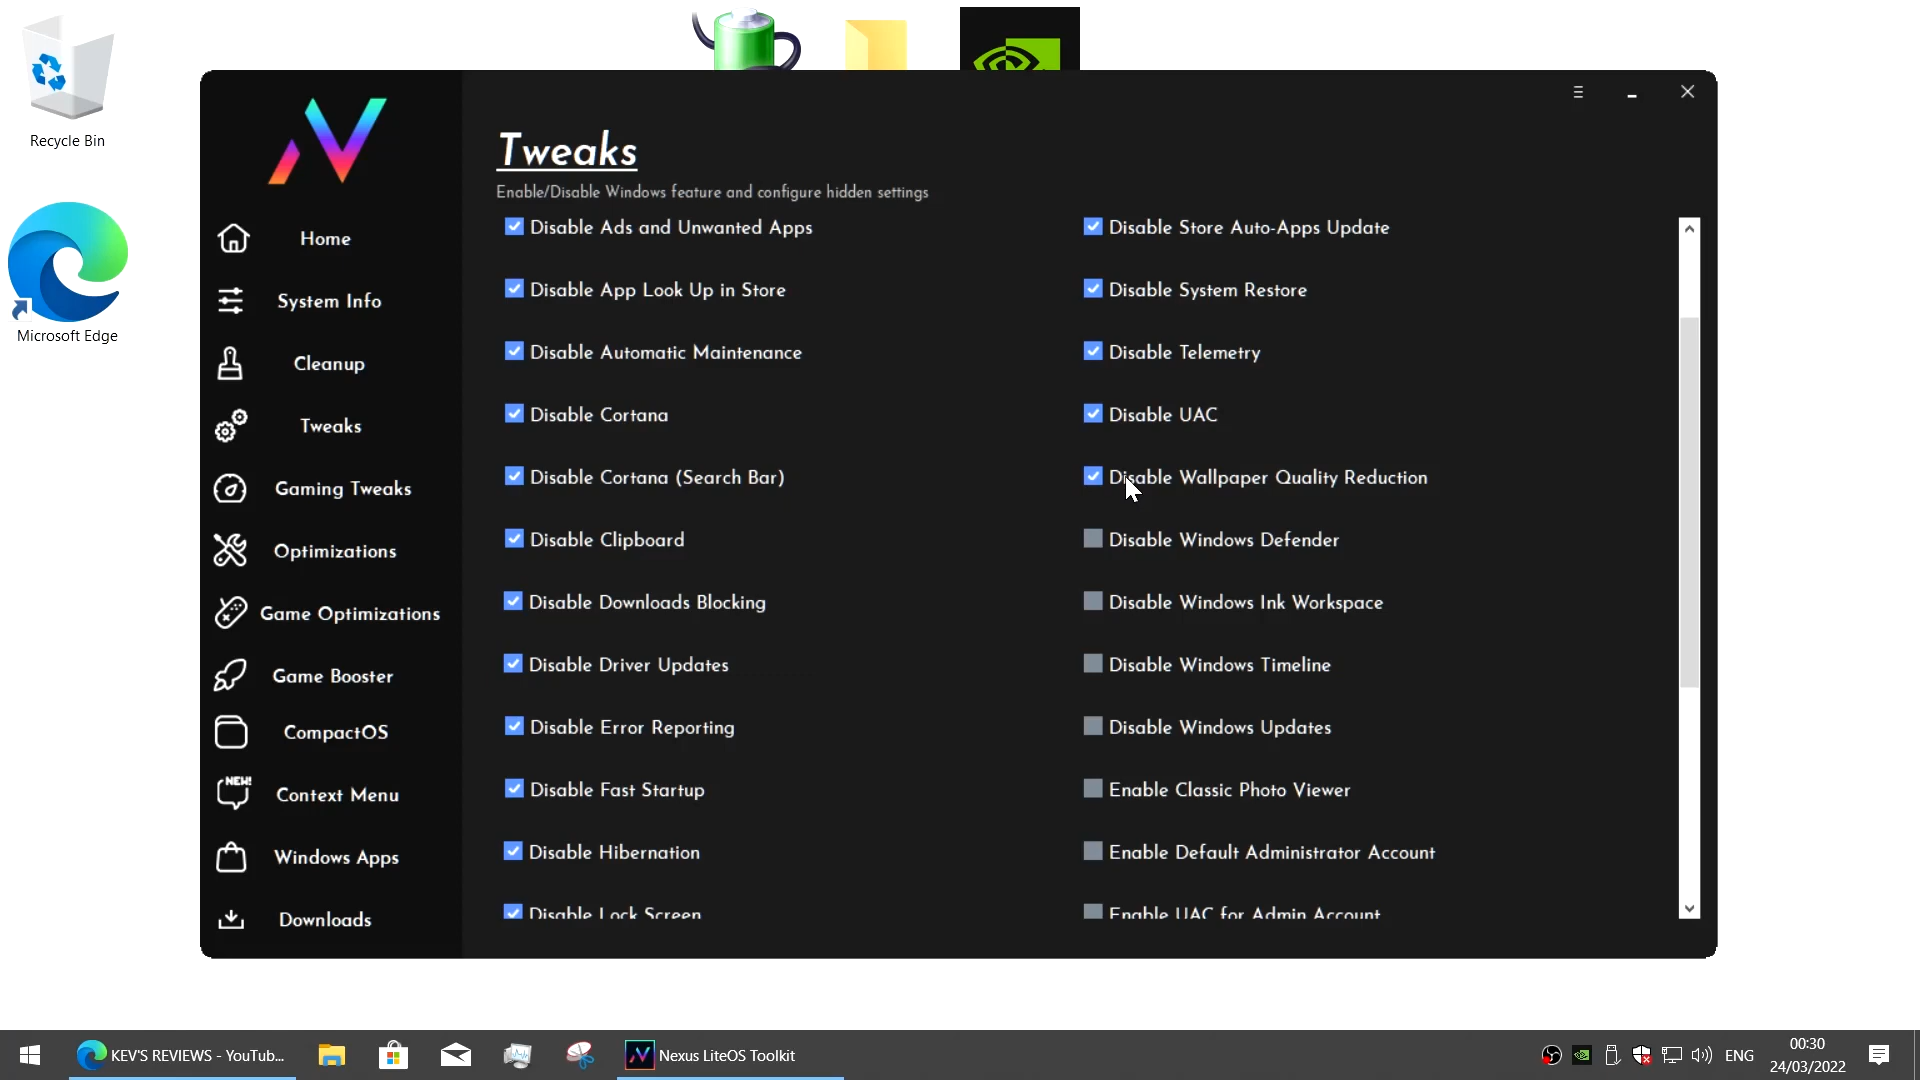 Recycle Bin
Microsoft Edge
Tweaks
Enable/Disable Windows feature and configure hidden settings
Home
System Info
Cleanup
Tweaks
Gaming Tweaks
Optimizations
Game Optimizations
Game Booster
CompactOS
NEW!
Context Menu
Windows Apps
Downloads
Disable Ads and Unwanted Apps
Disable App Look Up in Store
Disable Automatic Maintenance
Disable Cortana
Disable Cortana (Search Bar)
Disable Clipboard
Disable Downloads Blocking
Disable Driver Updates
Disable Error Reporting
Disable Fast Startup
Disable Hibernation
Disable Lock Screen
Disable Store Auto-Apps Update
Disable System Restore
Disable Telemetry
Disable UAC
Disable Wallpaper Quality Reduction
Disable Windows Defender
Disable Windows Ink Workspace
Disable Windows Timeline
Disable Windows Updates
Enable Classic Photo Viewer
Enable Default Administrator Account
Enable UAC for Admin Account
KEV'S REVIEWS - YouTub...
Nexus LiteOS Toolkit
ENG
00:30
24/03/2022